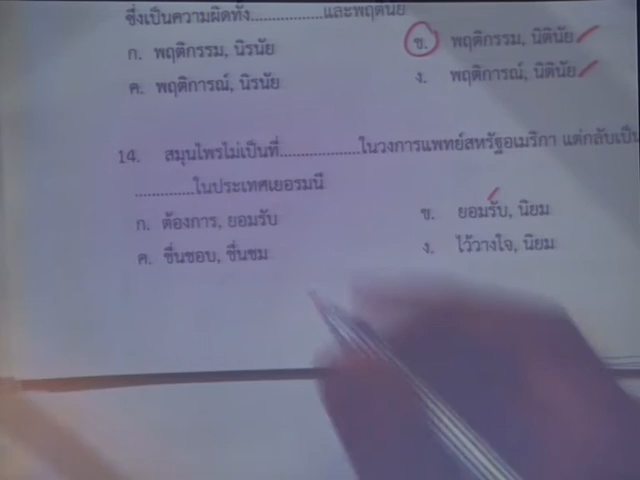 ซึ่งเป็นความผิดทั้ง..................และพฤตินัย
ก. พฤติกรรม, นิรนัย ข. พฤติกรรม, นิตินัย
ค. พฤติการณ์, นิรนัย ง. พฤติการณ์, นิตินัย
14. สมุนไพรไม่เป็นที่....................ในวงการแพทย์สหรัฐอเมริกา แต่กลับเป็น
...............ในประเทศเยอรมนี
ก. ต้องการ, ยอมรับ ข. ยอมรับ, นิยม
ค. ชื่นชอบ, ชื่นชม ง. ไว้วางใจ, นิยม